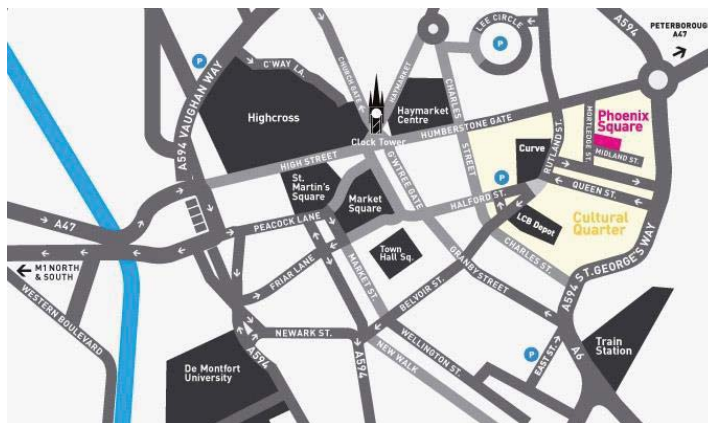 LEE CIRCLE
A594
PETERBOROUGH
A47
P
P
C'WAY LA.
CHURCH GATE
HAYMARKET
A594 VAUGHAN WAY
Highcross
Haymarket
Centre
CHARLES
STREET
HUMBERSTONE GATE
Clock Tower
RUTLAND ST.
MORTLEDGE ST.
Phoenix
Square
MIDLAND ST.
Curve
HIGH STREET
St.
Martin's
Square
Market
Square
G'WTREE GATE
P
HALFORD ST.
QUEEN ST.
LCB Depot
Cultural
Quarter
A47
PEACOCK LANE
Town
Hall Sq.
CHARLES ST.
A594 ST.GEORGE'S WAY
M1 NORTH
& SOUTH
WESTERN BOULEVARD
FRIAR LANE
MARKET ST.
GRANBY STREET
BELVOIR ST.
NEWARK ST.
A594
A594
NEW WALK
WELLINGTON ST.
P
EAST ST.
A6
Train
Station
De Montfort
University